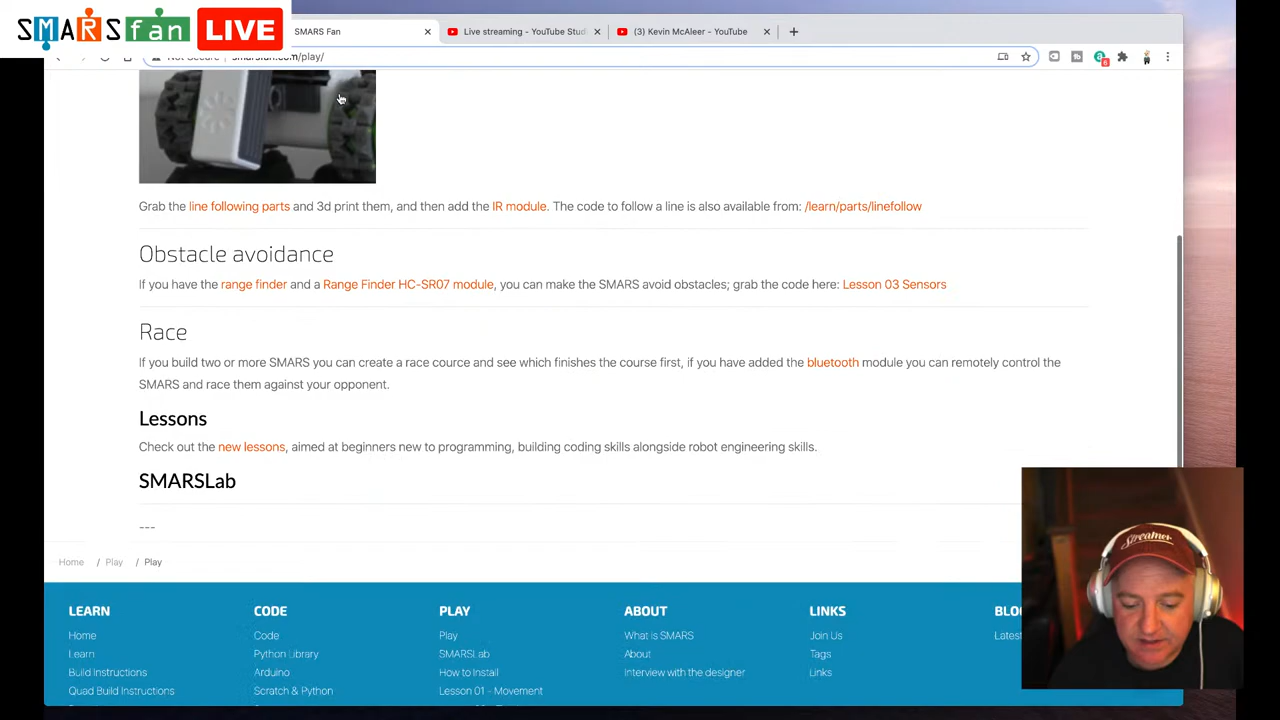 SMARSfan LIVE
SMARS Fan
Live streaming - YouTube Stud
(3) Kevin McAleer - YouTube
Not Secure
smarsfan.com/play/
Grab the line following parts and 3d print them, and then add the IR module. The code to follow a line is also available from: /learn/parts/linefollow
Obstacle avoidance
If you have the range finder and a Range Finder HC-SR07 module, you can make the SMARS avoid obstacles; grab the code here: Lesson 03 Sensors
Race
If you build two or more SMARS you can create a race cource and see which finishes the course first, if you have added the bluetooth module you can remotely control the
SMARS and race them against your opponent.
Lessons
Check out the new lessons, aimed at beginners new to programming, building coding skills alongside robot engineering skills.
SMARSLab
---
Home / Play / Play
LEARN
Home
Learn
Build Instructions
Quad Build Instructions
CODE
Code
Python Library
Arduino
Scratch & Python
PLAY
Play
SMARSLab
How to Install
Lesson 01 - Movement
ABOUT
What is SMARS
About
Interview with the designer
LINKS
Join Us
Tags
Links
BLO
Latest
Streamer